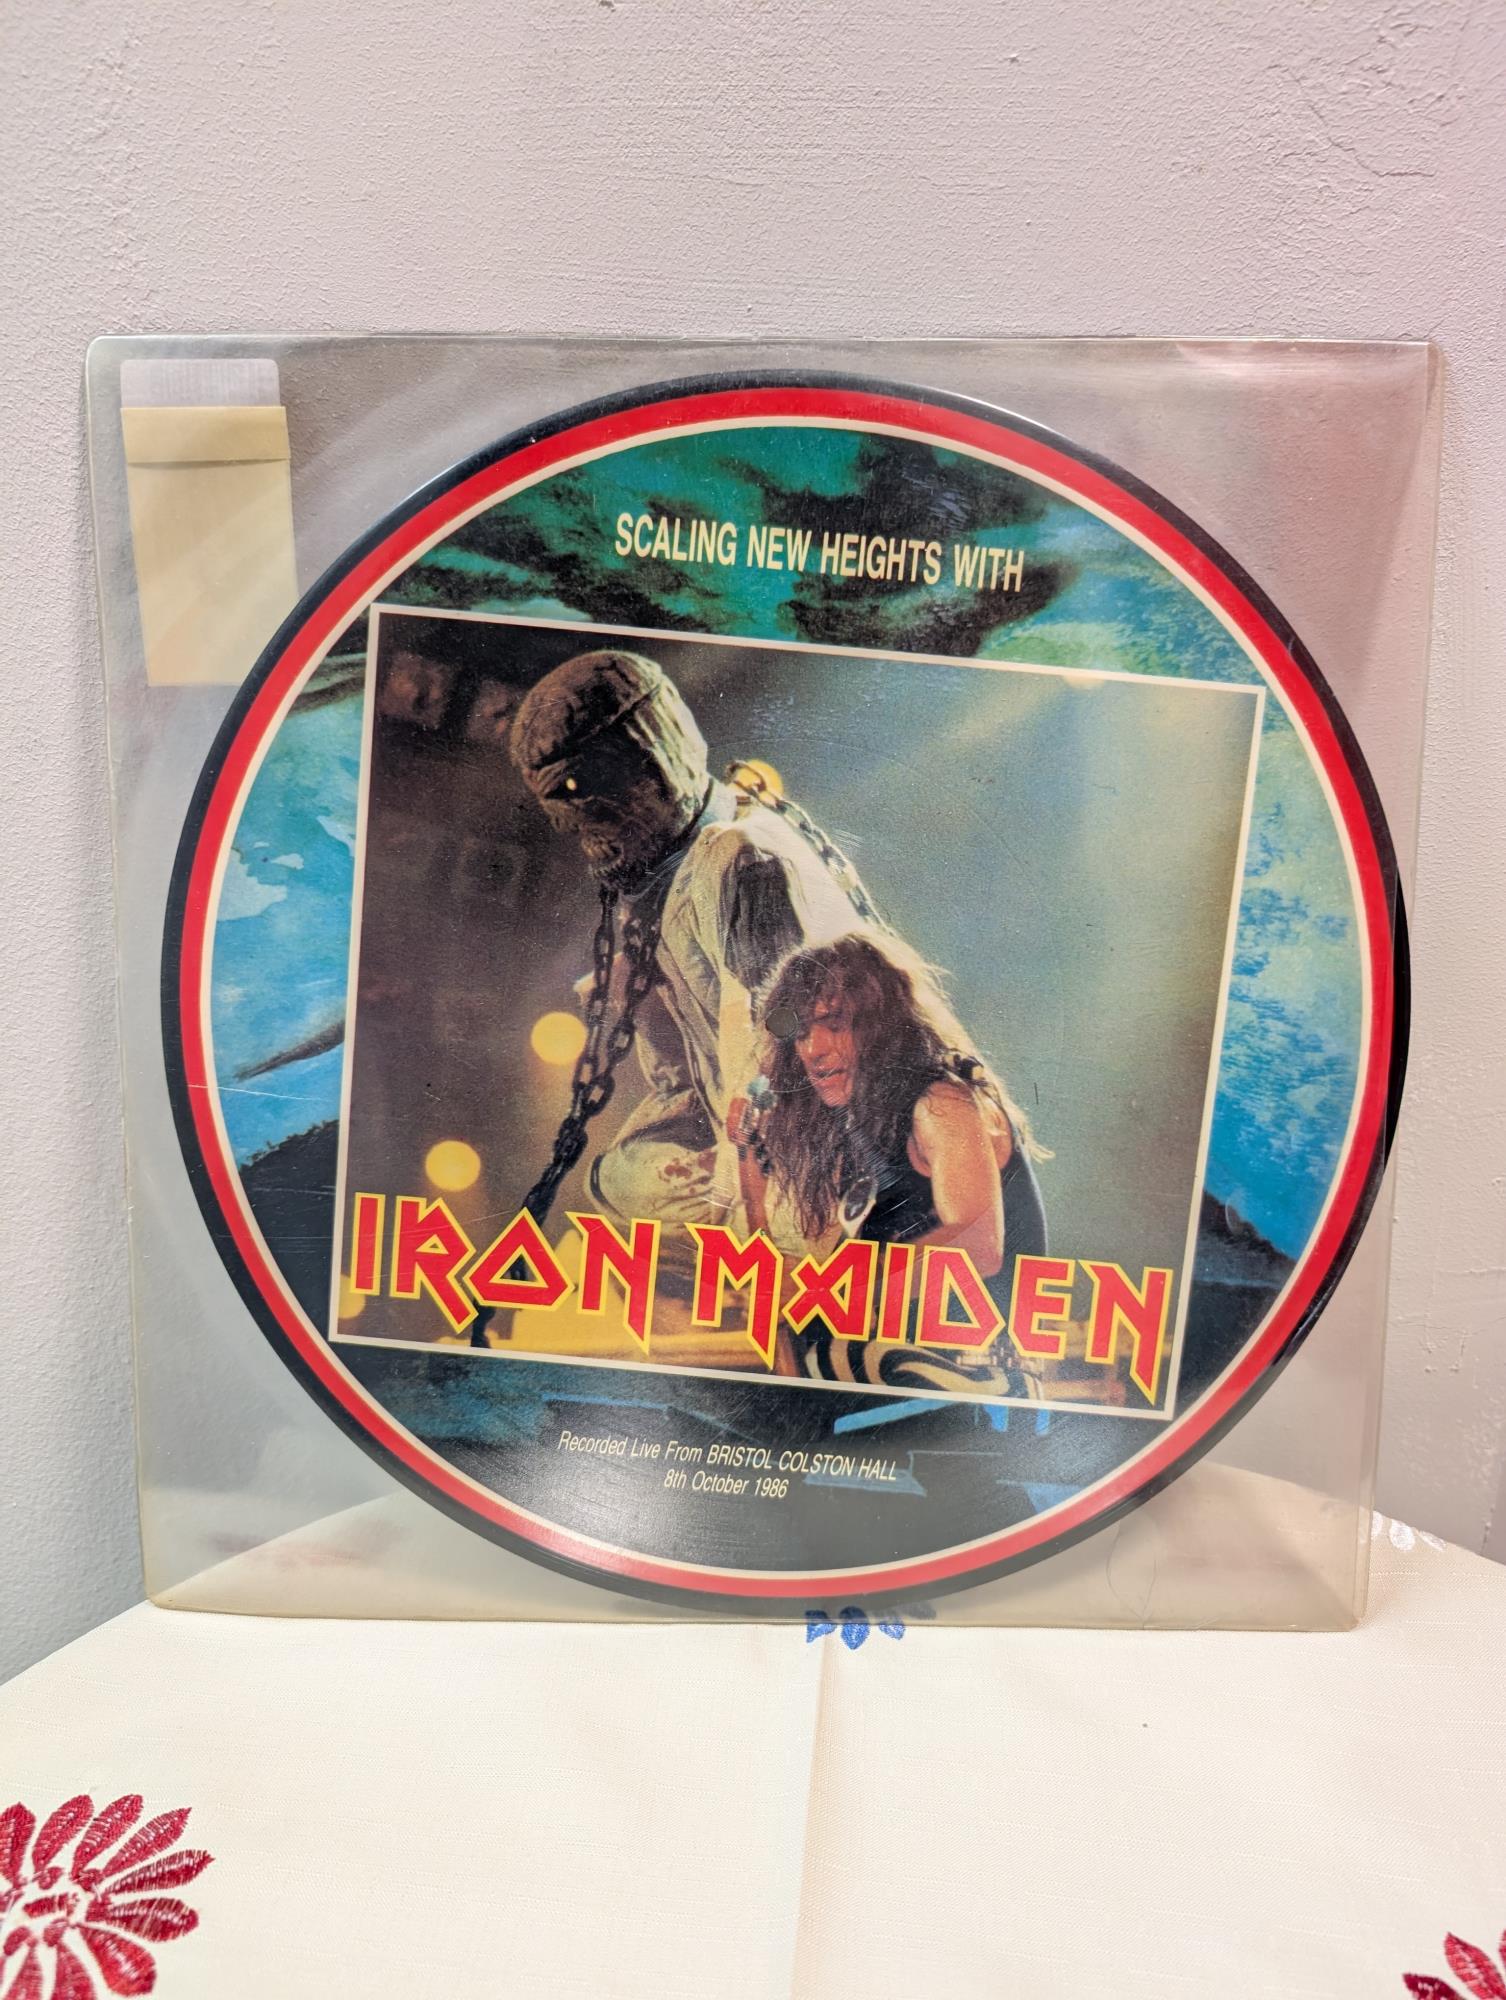 SCALING NEW HEIGHTS WITH
IRON MAIDEN
Recorded Live From BRISTOL COLSTON HALL
8th October 1986